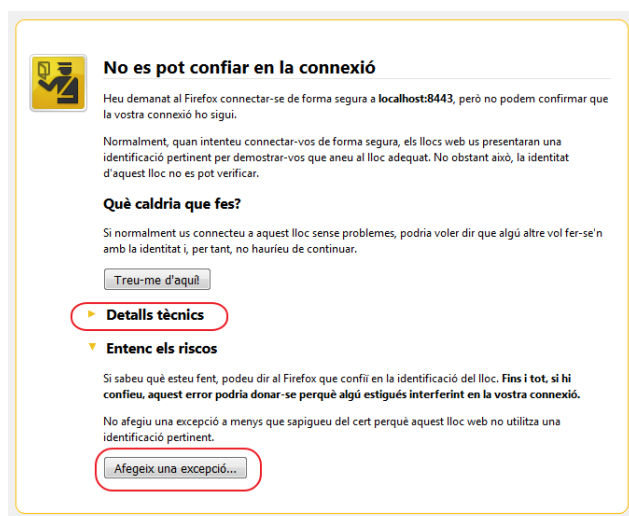 No es pot confiar en la connexió
Heu demanat al Firefox connectar-se de forma segura a localhost:8443, però no podem confirmar que
la vostra connexió ho sigui.
Normalment, quan intenteu connectar-vos de forma segura, els llocs web us presentaran una
identificació pertinent per demostrar-vos que aneu al lloc adequat. No obstant això, la identitat
d'aquest lloc no es pot verificar.
Què caldria que fes?
Si normalment us connecteu a aquest lloc sense problemes, podria voler dir que algú altre vol fer-se'n
amb la identitat i, per tant, no hauríeu de continuar.
Treu-me d'aquí!
Detalls tècnics
Entenc els riscos
Si sabeu què esteu fent, podeu dir al Firefox que confiï en la identificació del lloc. Fins i tot, si hi
confieu, aquest error podria donar-se perquè algú estigués interferint en la vostra connexió.
No afegiu una excepció a menys que sapigueu del cert perquè aquest lloc web no utilitza una
identificació pertinent.
Afegeix una excepció...